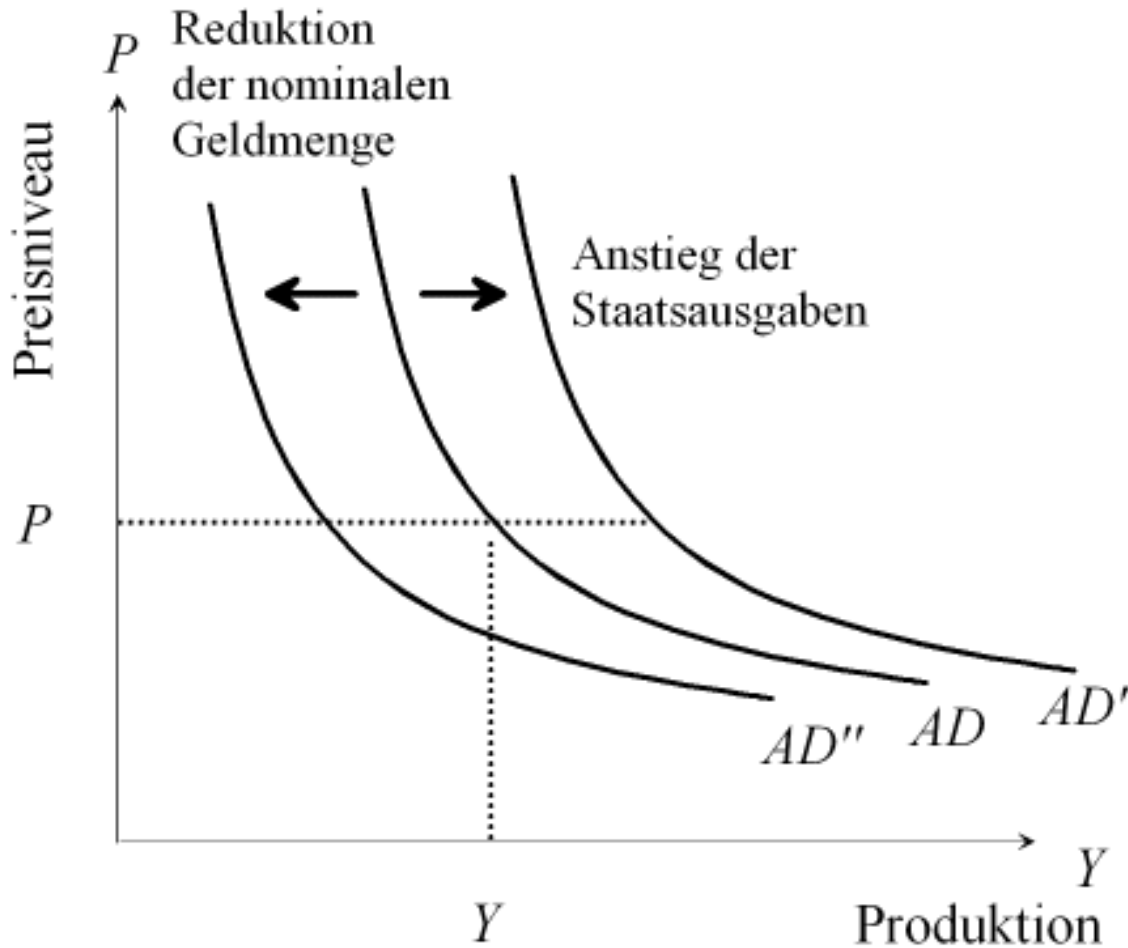 P
Reduktion
der nominalen
Geldmenge
Preisniveau
Anstieg der
Staatsausgaben
P
AD″
AD
AD′
Y
Y
Produktion